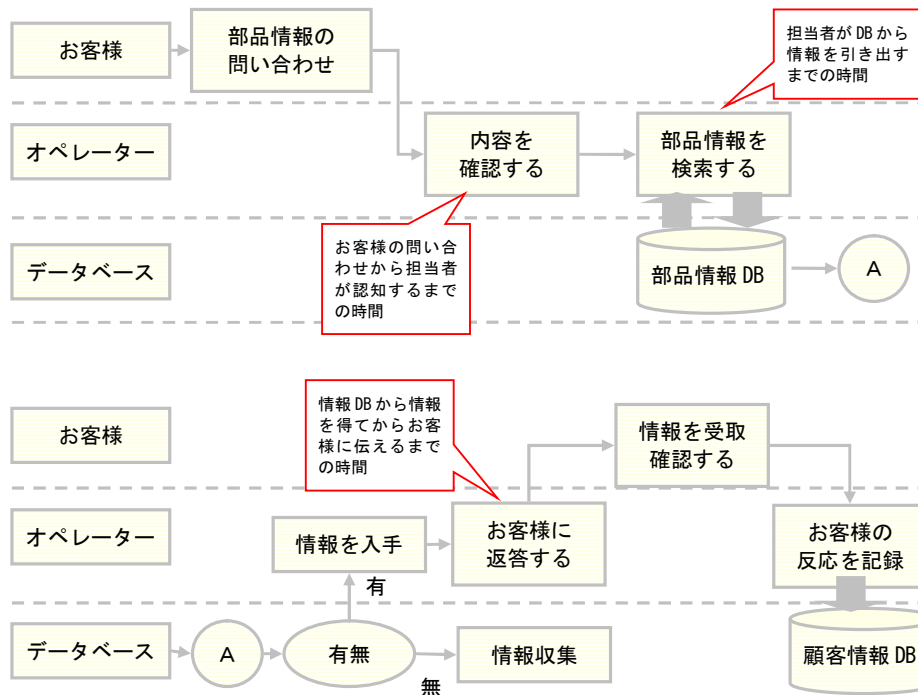 お客様
部品情報の
問い合わせ
担当者が DB から
情報を引き出す
までの時間
オペレーター
内容を
確認する
部品情報を
検索する
お客様の問い合
わせから担当者
が認知するまで
の時間
データベース
部品情報 DB
A
お客様
情報 DB から情報
を得てからお客
様に伝えるまで
の時間
情報を受取
確認する
オペレーター
情報を入手
お客様に
返答する
お客様の
反応を記録
有
データベース
A
有無
情報収集
顧客情報 DB
無